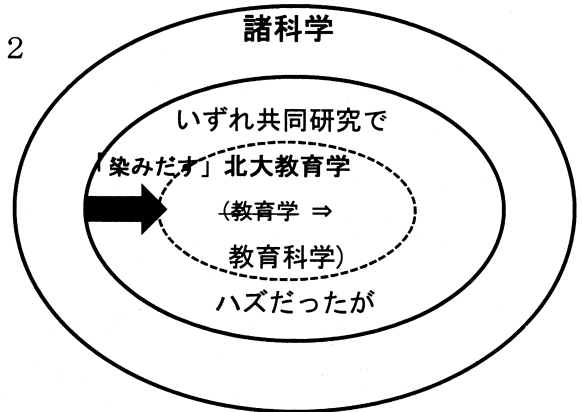 2
諸科学
いずれ共同研究で
「染みだす」北大教育学
(教育学 ⇒
教育科学)
ハズだったが